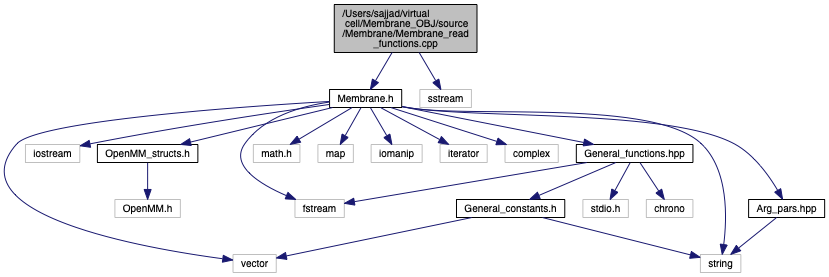 /Users/sajjad/virtual
cell/Membrane_OBJ/source
/Membrane/Membrane_read
_functions.cpp
Membrane.h
sstream
iostream
OpenMM_structs.h
math.h
map
iomanip
iterator
complex
General_functions.hpp
OpenMM.h
fstream
General_constants.h
stdio.h
chrono
Arg_pars.hpp
vector
string